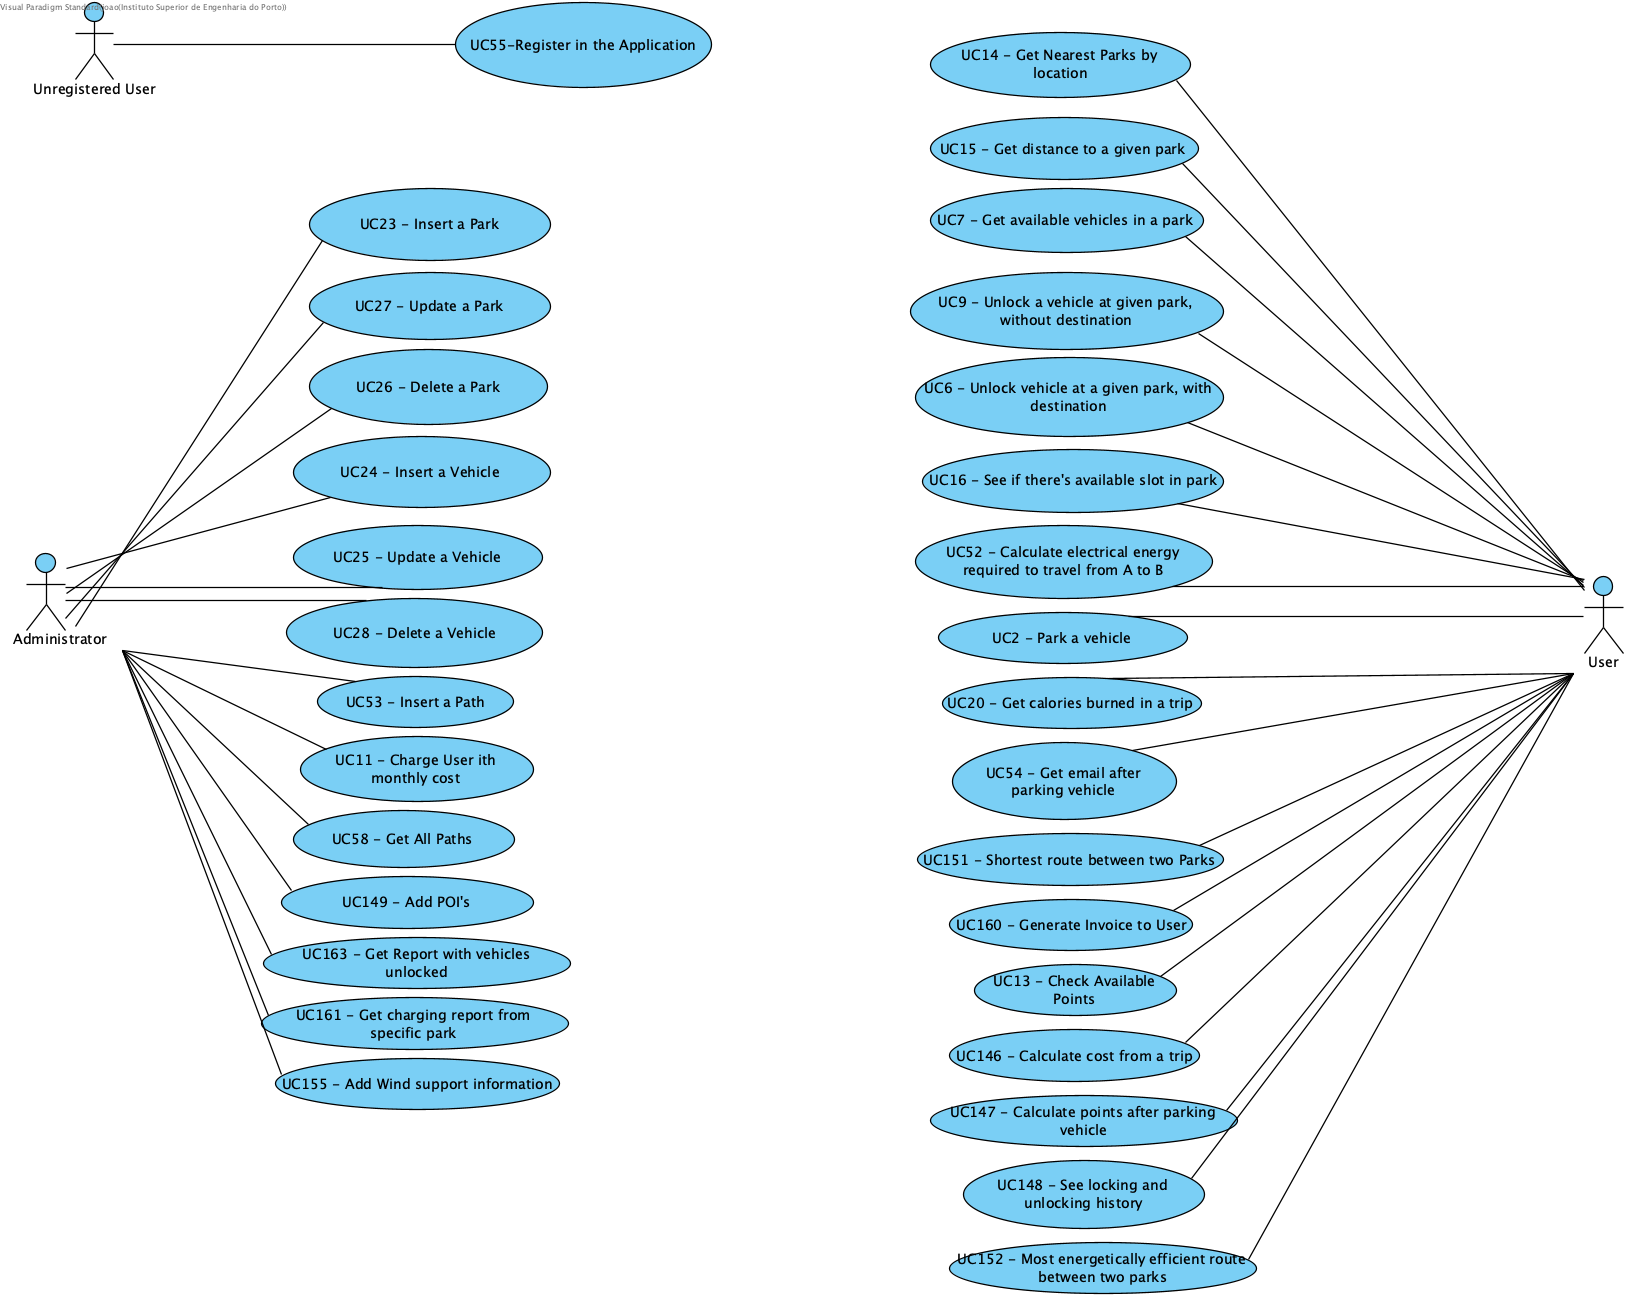 Visual Paradigm Standard(joao(Instituto Superior de Engenharia do Porto))
Unregistered User
UC55-Register in the Application
UC23 - Insert a Park
UC27 - Update a Park
UC26 - Delete a Park
UC24 - Insert a Vehicle
UC25 - Update a Vehicle
UC28 - Delete a Vehicle
Administrator
UC53 - Insert a Path
UC11 - Charge User ith
monthly cost
UC58 - Get All Paths
UC149 - Add POI's
UC163 - Get Report with vehicles
unlocked
UC161 - Get charging report from
specific park
UC155 - Add Wind support information
UC14 - Get Nearest Parks by
location
UC15 - Get distance to a given park
UC7 - Get available vehicles in a park
UC9 - Unlock a vehicle at given park,
without destination
UC6 - Unlock vehicle at a given park, with
destination
UC16 - See if there's available slot in park
UC52 - Calculate electrical energy
required to travel from A to B
UC2 - Park a vehicle
User
UC20 - Get calories burned in a trip
UC54 - Get email after
parking vehicle
UC151 - Shortest route between two Parks
UC160 - Generate Invoice to User
UC13 - Check Available
Points
UC146 - Calculate cost from a trip
UC147 - Calculate points after parking
vehicle
UC148 - See locking and
unlocking history
UC152 - Most energetically efficient route
between two parks